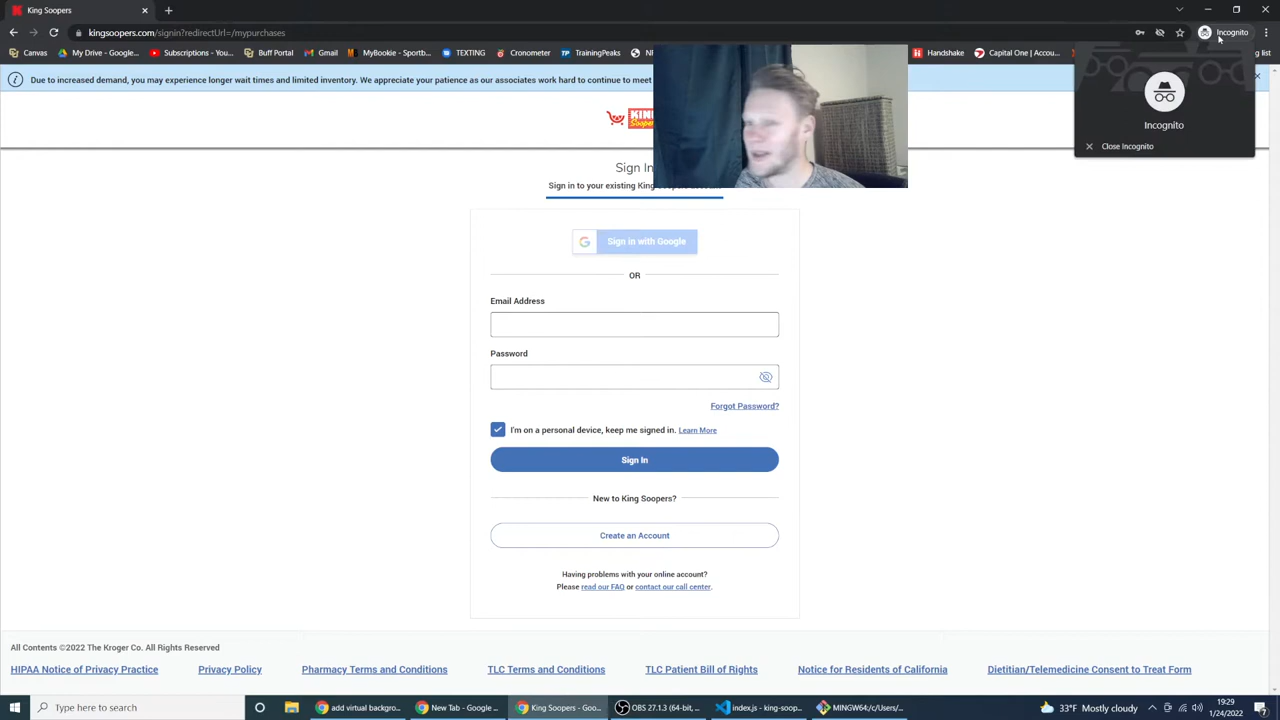 King Soopers
kingsoopers.com/signin?redirectUrl=/mypurchases
Incognito
Canvas
My Drive - Google...
Subscriptions - Yo...
Buff Portal
Gmail
MyBookie - Sportb...
TEXTING
Cronometer
TrainingPeaks
Handshake
Capital One | Accou...
Due to increased demand, you may experience longer wait times and limited inventory. We appreciate your patience as our associates work hard to continue to meet
Incognito
Close Incognito
Sign In
Sign in to your existing King
Sign in with Google
OR
Email Address
Password
Forgot Password?
I'm on a personal device, keep me signed in. Learn More
Sign In
New to King Soopers?
Create an Account
Having problems with your online account?
Please read our FAQ or contact our call center.
All Contents ©2022 The Kroger Co. All Rights Reserved
HIPAA Notice of Privacy Practice
Privacy Policy
Pharmacy Terms and Conditions
TLC Terms and Conditions
TLC Patient Bill of Rights
Notice for Residents of California
Dietitian/Telemedicine Consent to Treat Form
Type here to search
add virtual backgro...
New Tab - Google ...
King Soopers - Goo...
OBS 27.1.3 (64-bit, ...
index.js - king-soop...
MINGW64:/c/Users/...
33°F Mostly cloudy
19:29
1/29/2022